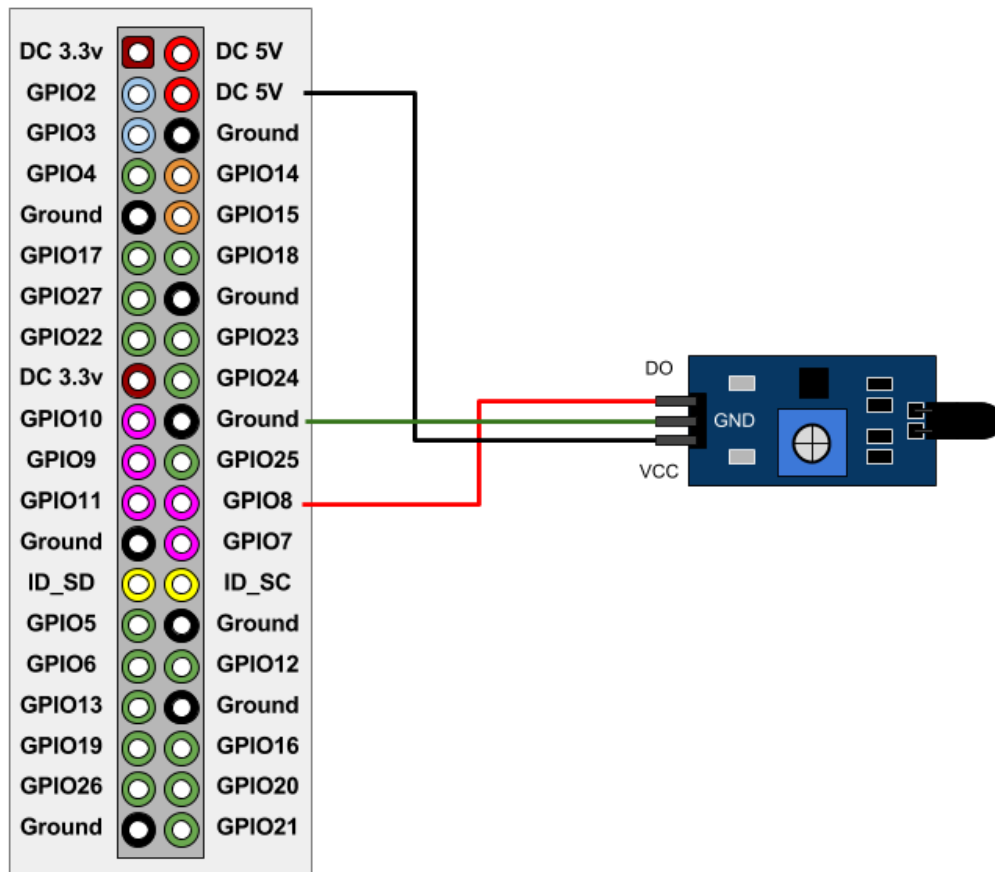 DC 3.3v DC 5V
GPIO2 DC 5V
GPIO3 Ground
GPIO4 GPIO14
Ground GPIO15
GPIO17 GPIO18
GPIO27 Ground
GPIO22 GPIO23
DC 3.3v GPIO24
GPIO10 Ground
GPIO9 GPIO25
GPIO11 GPIO8
Ground GPIO7
ID_SD ID_SC
GPIO5 Ground
GPIO6 GPIO12
GPIO13 Ground
GPIO19 GPIO16
GPIO26 GPIO20
Ground GPIO21
DO
GND
VCC